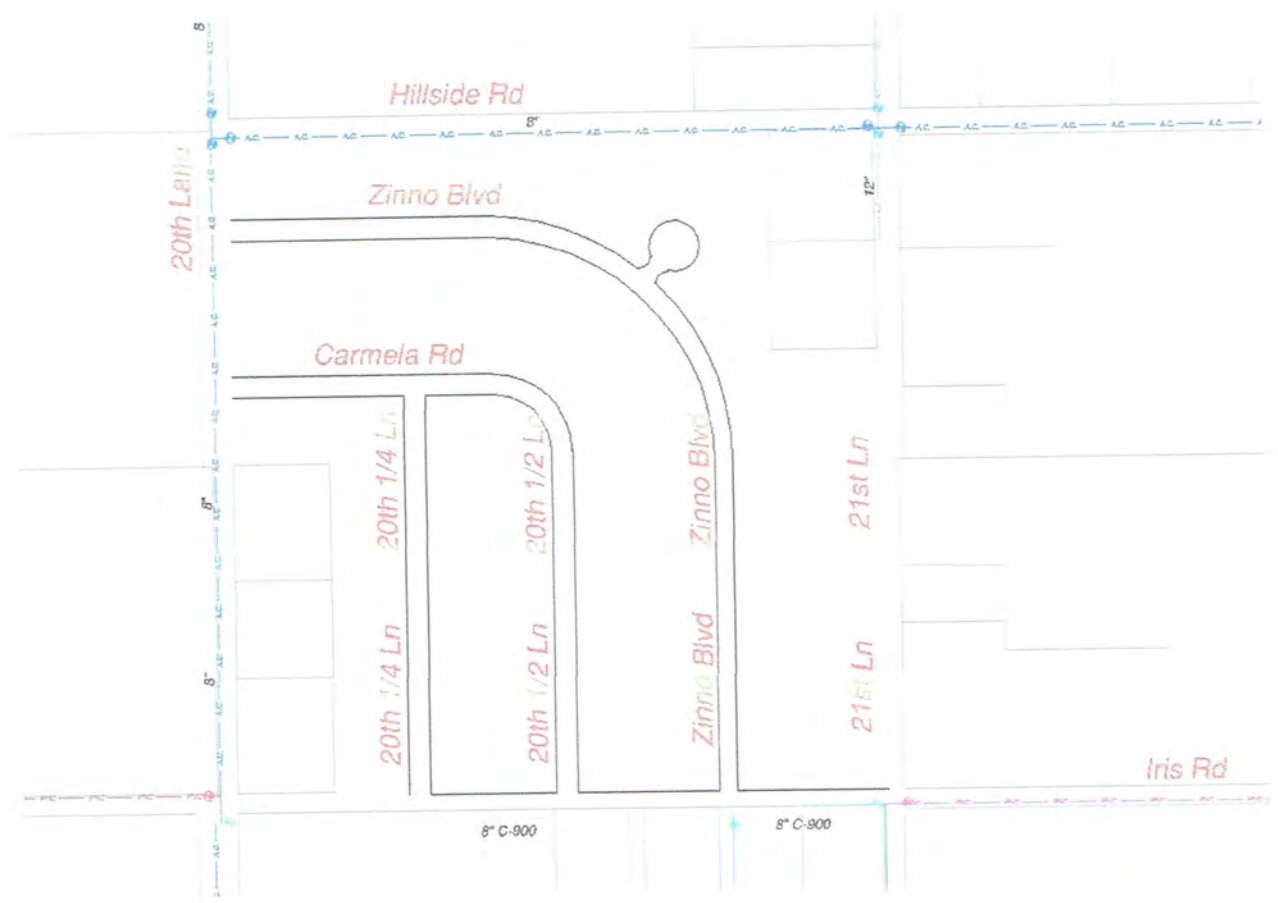 8
Hillside Rd
8"
12"
20th Lane
Zinno Blvd
Carmela Rd
20th 1/4 Ln
20th 1/2 Ln
Zinno Blvd
21st Ln
8"
8"
20th 1/4 Ln
20th 1/2 Ln
Zinno Blvd
21st Ln
Iris Rd
8" C-900
8" C-900